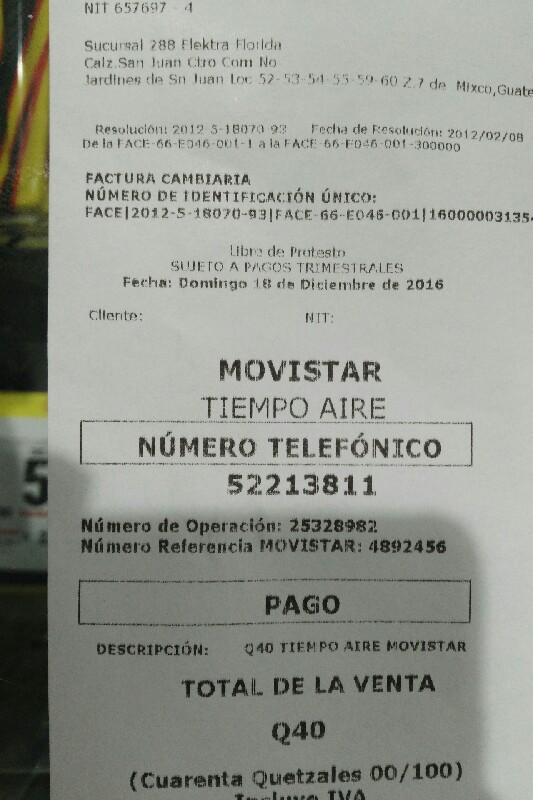 NIT 657697 - 4
Sucursal 288 Elektra Florida
Calz.San Juan Ctro Com No
Jardines de Sn Juan Loc 52-53-54-55-59-60 Z.7 de Mixco,Guate
Resolución: 2012-5-18070-93 Fecha de Resolución: 2012/02/08
De la FACE-66-E046-001-1 a la FACE-66-E046-001-300000
FACTURA CAMBIARIA
NÚMERO DE IDENTIFICACIÓN ÚNICO:
FACE|2012-5-18070-93|FACE-66-E046-001|16000003135
Libre de Protesto
SUJETO A PAGOS TRIMESTRALES
Fecha: Domingo 18 de Diciembre de 2016
Cliente: NIT:
MOVISTAR
TIEMPO AIRE
NÚMERO TELEFÓNICO
52213811
Número de Operación: 25328982
Número Referencia MOVISTAR: 4892456
PAGO
DESCRIPCIÓN: Q40 TIEMPO AIRE MOVISTAR
TOTAL DE LA VENTA
Q40
(Cuarenta Quetzales 00/100)
Incluye IVA
5